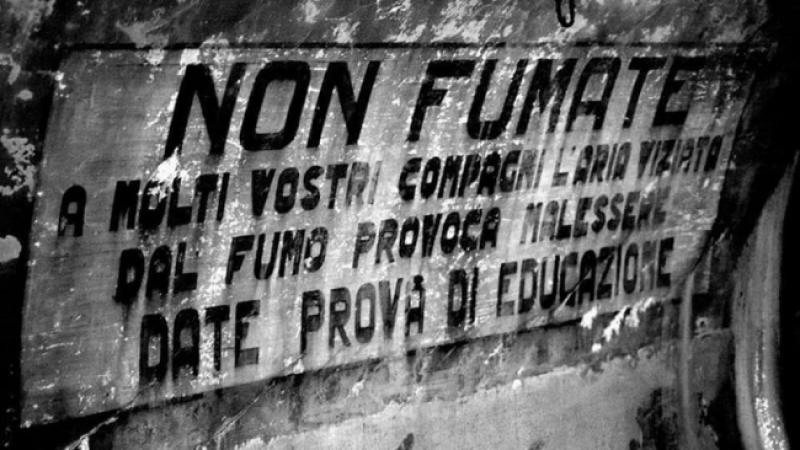 NON FUMATE
A MOLTI VOSTRI COMPAGNI L'ARIA VIZIATA
DAL FUMO PROVOCA MALESSERE
DATE PROVA DI EDUCAZIONE